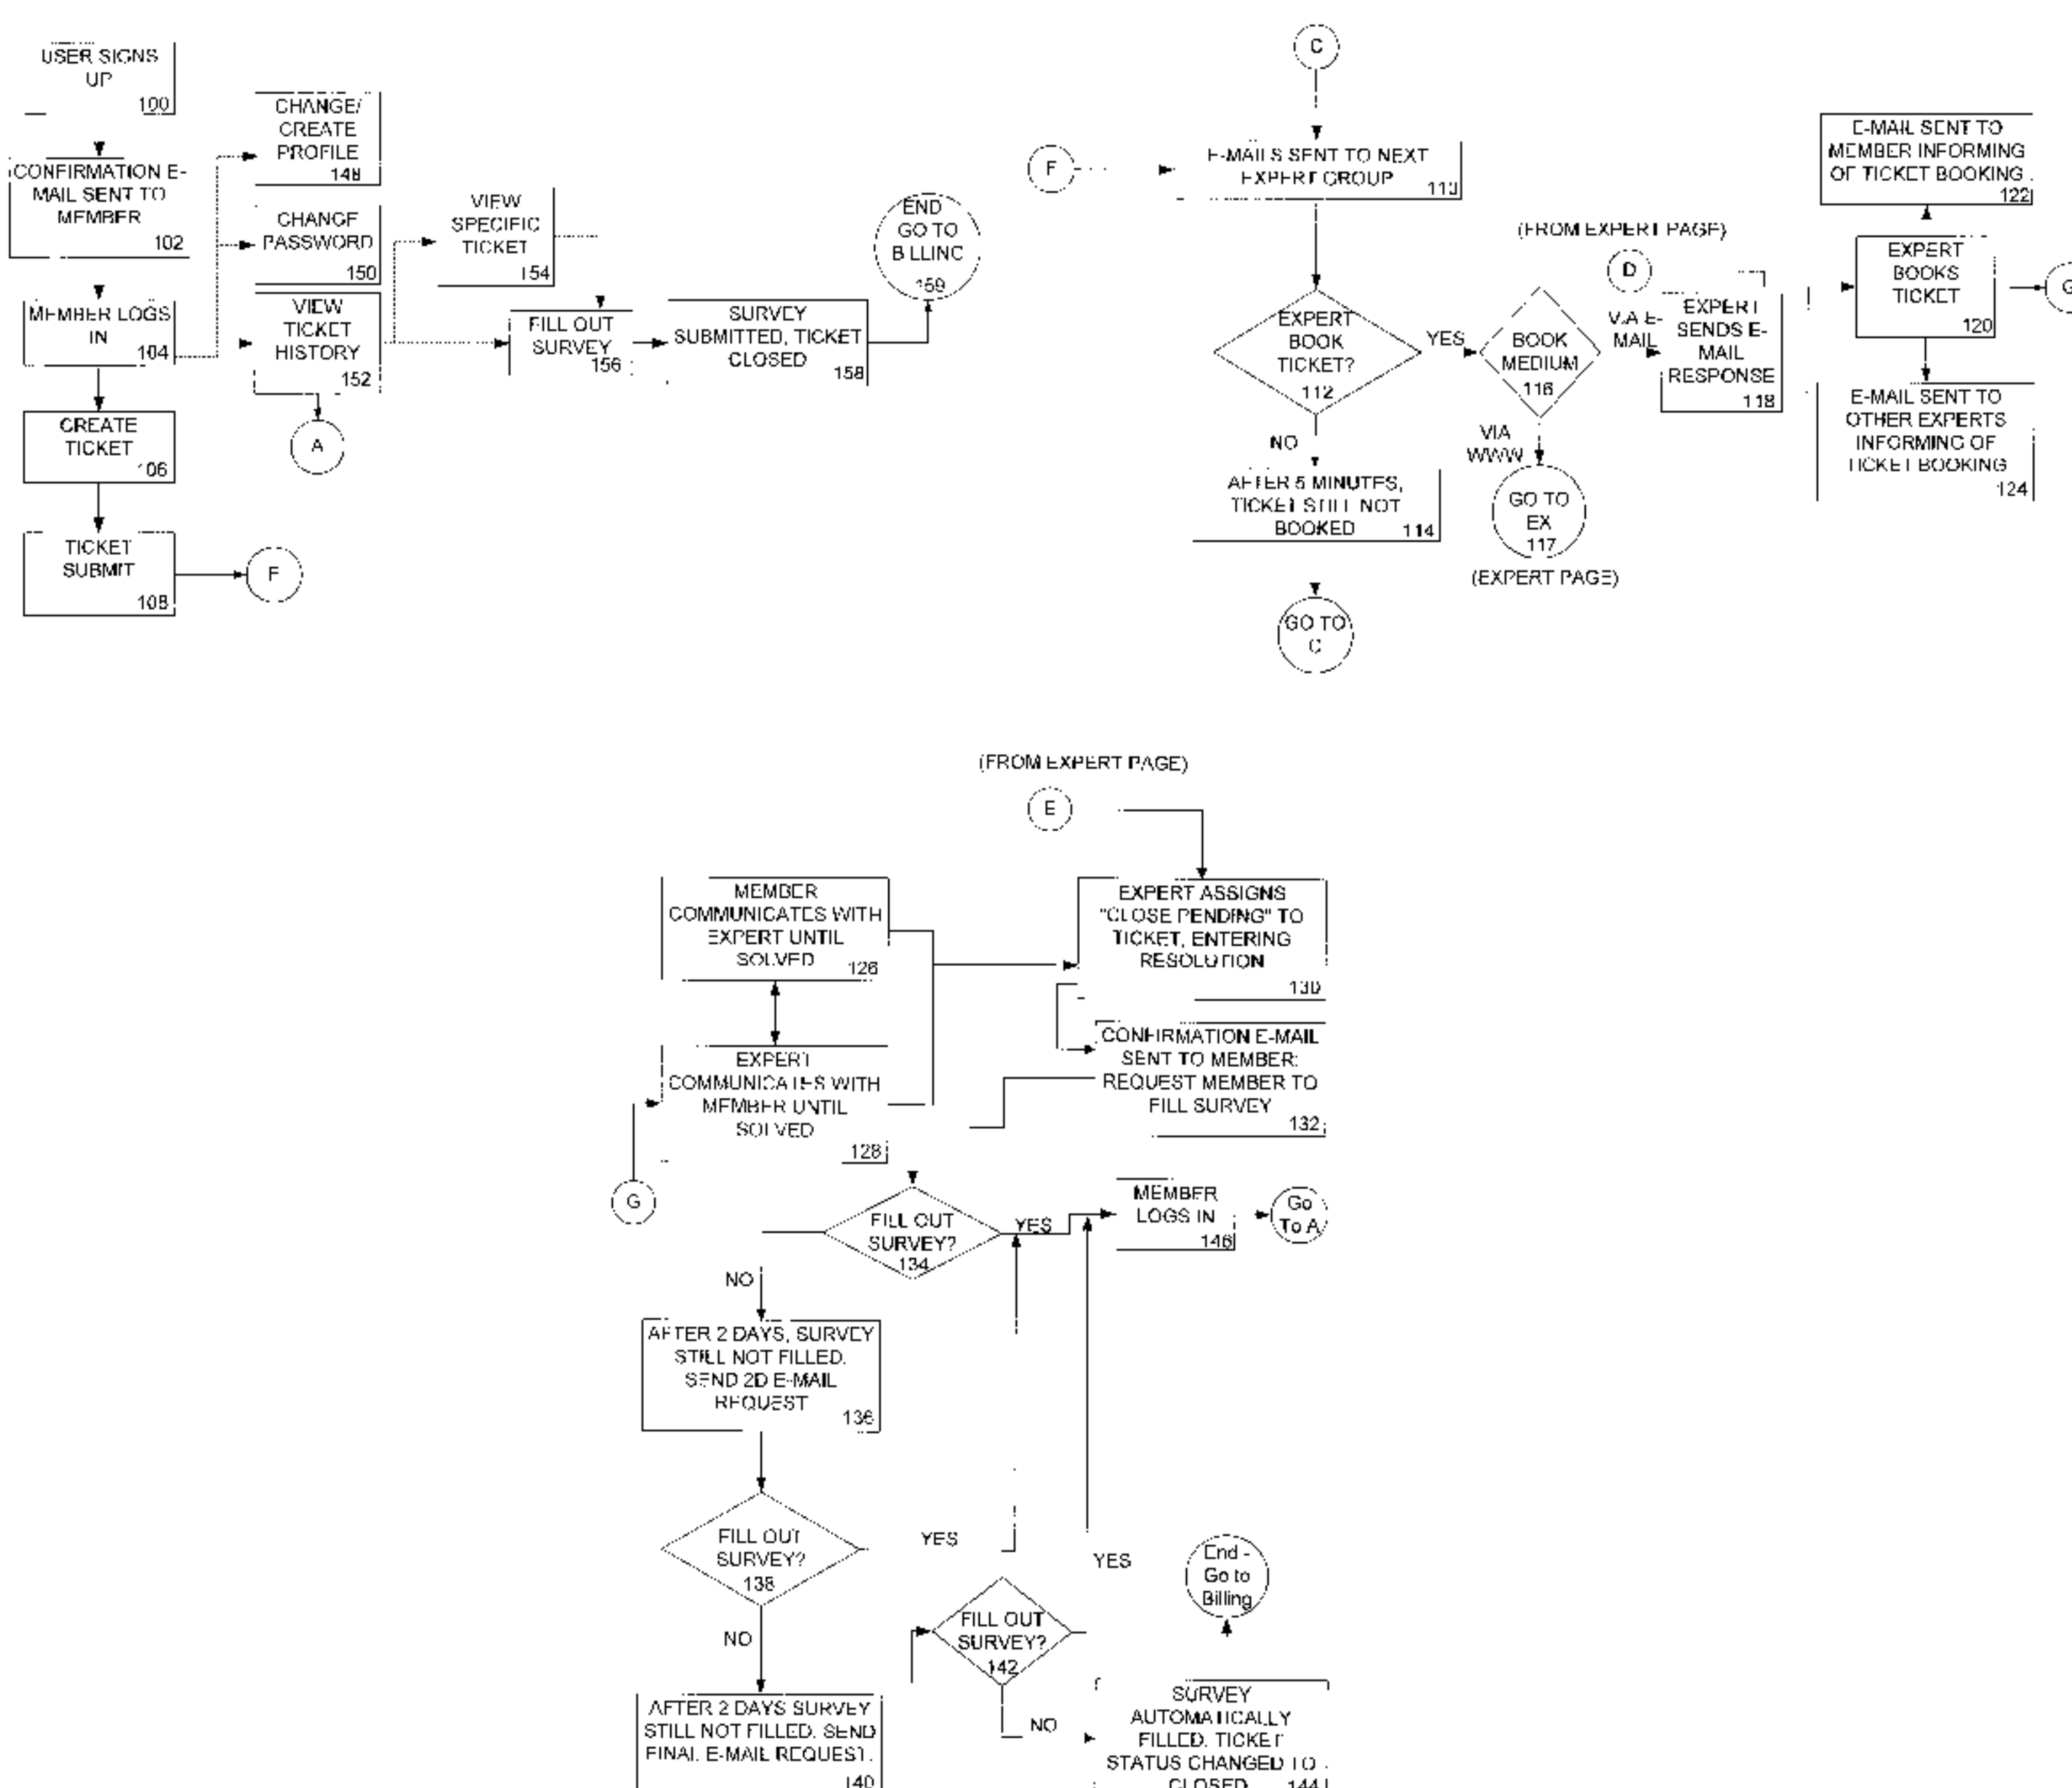 USER SIGNS
UP
100
CONFIRMATION E-
MAIL SENT TO
MEMBER
102
MEMBER LOGS
IN
104
CREATE
TICKET
106
TICKET
SUBMIT
108
F
CHANGE/
CREATE
PROFILE
148
CHANGE
PASSWORD
150
VIEW
TICKET
HISTORY
152
A
VIEW
SPECIFIC
TICKET
154
FILL OUT
SURVEY
156
SURVEY
SUBMITTED, TICKET
CLOSED
158
END
GO TO
BILLING
159
C
F
E-MAILS SENT TO NEXT
EXPERT GROUP
110
EXPERT
BOOK
TICKET?
112
YES
NO
AFTER 5 MINUTES,
TICKET STILL NOT
BOOKED
114
GO TO
C
BOOK
MEDIUM
116
VIA
WWW
GO TO
EX
117
(EXPERT PAGE)
(FROM EXPERT PAGE)
D
VIA E-
MAIL
EXPERT
SENDS E-
MAIL
RESPONSE
118
E-MAIL SENT TO
MEMBER INFORMING
OF TICKET BOOKING
122
EXPERT
BOOKS
TICKET
120
G
E-MAIL SENT TO
OTHER EXPERTS
INFORMING OF
TICKET BOOKING
124
(FROM EXPERT PAGE)
E
MEMBER
COMMUNICATES WITH
EXPERT UNTIL
SOLVED
126
EXPERT ASSIGNS
"CLOSE PENDING" TO
TICKET, ENTERING
RESOLUTION
130
EXPERT
COMMUNICATES WITH
MEMBER UNTIL
SOLVED
128
CONFIRMATION E-MAIL
SENT TO MEMBER:
REQUEST MEMBER TO
FILL SURVEY
132
G
FILL OUT
SURVEY?
134
YES
MEMBER
LOGS IN
146
Go
To A
NO
AFTER 2 DAYS, SURVEY
STILL NOT FILLED.
SEND 2D E-MAIL
REQUEST
136
FILL OUT
SURVEY?
138
YES
YES
NO
End -
Go to
Billing
FILL OUT
SURVEY?
142
NO
AFTER 2 DAYS SURVEY
STILL NOT FILLED. SEND
FINAL E-MAIL REQUEST.
140
SURVEY
AUTOMATICALLY
FILLED. TICKET
STATUS CHANGED TO
CLOSED
144